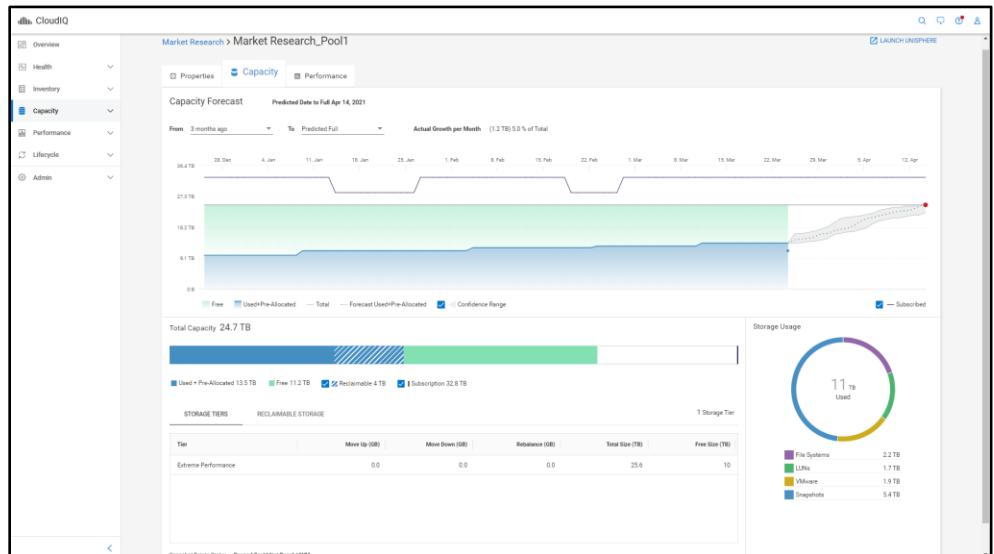 CloudIQ
Overview
Health
Inventory
Capacity
Performance
Lifecycle
Admin
Market Research > Market Research_Pool1
LAUNCH UNISPHERE
Properties Capacity Performance
Capacity Forecast Predicted Date to Full Apr 14, 2021
From 3 months ago To Predicted Full Actual Growth per Month (1.2 TB) 5.0 % of Total
28. Dec 4. Jan 11. Jan 18. Jan 25. Jan 1. Feb 8. Feb 15. Feb 22. Feb 1. Mar 8. Mar 15. Mar 22. Mar 29. Mar 5. Apr 12. Apr
36.4 TB
27.3 TB
18.2 TB
9.1 TB
0 B
Free Used+Pre-Allocated Total Forecast Used+Pre-Allocated Confidence Range Subscribed
Total Capacity 24.7 TB
Used + Pre-Allocated 13.5 TB Free 11.2 TB Reclaimable 4 TB Subscription 32.8 TB
STORAGE TIERS RECLAIMABLE STORAGE 1 Storage Tier
Tier Move Up (GB) Move Down (GB) Rebalance (GB) Total Size (TB) Free Size (TB)
Extreme Performance 0.0 0.0 0.0 25.6 10
Storage Usage
11 TB
Used
File Systems 2.2 TB
LUNs 1.7 TB
VMware 1.9 TB
Snapshots 5.4 TB